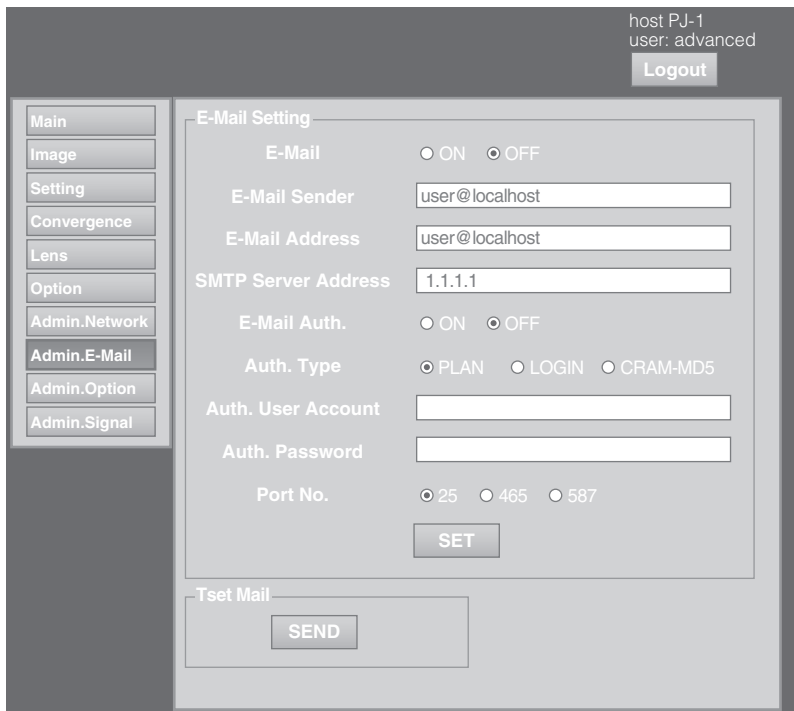 host PJ-1
user: advanced
Logout
Main
Image
Setting
Convergence
Lens
Option
Admin.Network
Admin.E-Mail
Admin.Option
Admin.Signal
E-Mail Setting
E-Mail ON OFF
E-Mail Sender user@localhost
E-Mail Address user@localhost
SMTP Server Address 1.1.1.1
E-Mail Auth. ON OFF
Auth. Type PLAN LOGIN CRAM-MD5
Auth. User Account
Auth. Password
Port No. 25 465 587
SET
Tset Mail
SEND